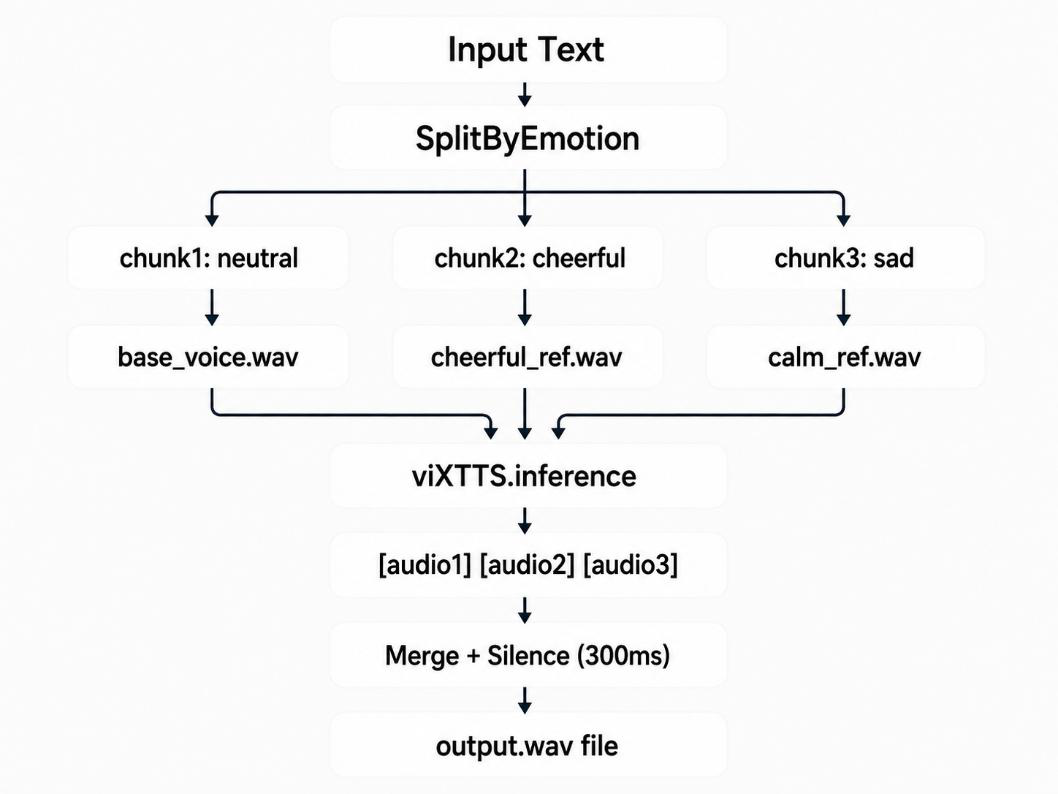 Input Text
SplitByEmotion
chunk1: neutral
chunk2: cheerful
chunk3: sad
base_voice.wav
cheerful_ref.wav
calm_ref.wav
viXTTS.inference
[audio1] [audio2] [audio3]
Merge + Silence (300ms)
output.wav file